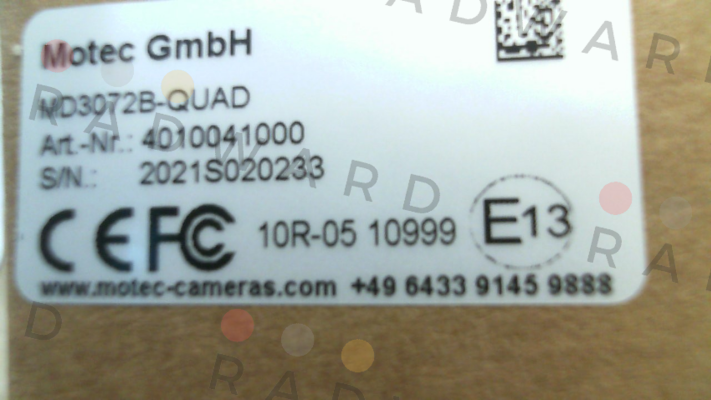 Motec GmbH
MD3072B-QUAD
Art.-Nr.: 4010041000
S/N.: 2021S020233
CE FC 10R-05 10999 E13
www.motec-cameras.com +49 6433 9145 9888
RADWARD